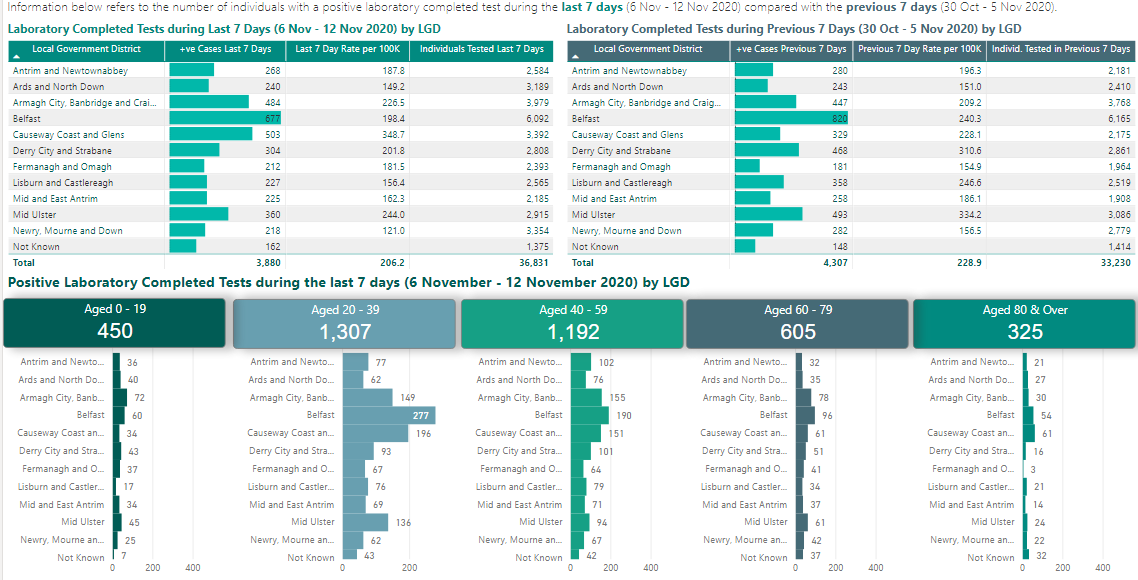 Information below refers to the number of individuals with a positive laboratory completed test during the last 7 days (6 Nov - 12 Nov 2020) compared with the previous 7 days (30 Oct - 5 Nov 2020).
Laboratory Completed Tests during Last 7 Days (6 Nov - 12 Nov 2020) by LGD
Local Government District +ve Cases Last 7 Days Last 7 Day Rate per 100K Individuals Tested Last 7 Days
Antrim and Newtownabbey 268 187.8 2,584
Ards and North Down 240 149.2 3,189
Armagh City, Banbridge and Crai... 484 226.5 3,979
Belfast 677 198.4 6,092
Causeway Coast and Glens 503 348.7 3,392
Derry City and Strabane 304 201.8 2,808
Fermanagh and Omagh 212 181.5 2,393
Lisburn and Castlereagh 227 156.4 2,565
Mid and East Antrim 225 162.3 2,185
Mid Ulster 360 244.0 2,915
Newry, Mourne and Down 218 121.0 3,354
Not Known 162 1,375
Total 3,880 206.2 36,831
Laboratory Completed Tests during Previous 7 Days (30 Oct - 5 Nov 2020) by LGD
Local Government District +ve Cases Previous 7 Days Previous 7 Day Rate per 100K Individ. Tested in Previous 7 Days
Antrim and Newtownabbey 280 196.3 2,181
Ards and North Down 243 151.0 2,410
Armagh City, Banbridge and Craig... 447 209.2 3,768
Belfast 820 240.3 6,165
Causeway Coast and Glens 329 228.1 2,175
Derry City and Strabane 468 310.6 2,861
Fermanagh and Omagh 181 154.9 1,964
Lisburn and Castlereagh 358 246.6 2,519
Mid and East Antrim 258 186.1 1,908
Mid Ulster 493 334.2 3,086
Newry, Mourne and Down 282 156.5 2,779
Not Known 148 1,414
Total 4,307 228.9 33,230
Positive Laboratory Completed Tests during the last 7 days (6 November - 12 November 2020) by LGD
Aged 0 - 19
450
Antrim and Newto... 36
Ards and North Do... 40
Armagh City, Banb... 72
Belfast 60
Causeway Coast an... 34
Derry City and Stra... 43
Fermanagh and O... 37
Lisburn and Castler... 17
Mid and East Antrim 34
Mid Ulster 45
Newry, Mourne an... 25
Not Known 7
0 200 400
Aged 20 - 39
1,307
Antrim and Newto... 77
Ards and North Do... 62
Armagh City, Banb... 149
Belfast 277
Causeway Coast an... 196
Derry City and Stra... 93
Fermanagh and O... 67
Lisburn and Castler... 76
Mid and East Antrim 69
Mid Ulster 136
Newry, Mourne an... 62
Not Known 43
0 200
Aged 40 - 59
1,192
Antrim and Newto... 102
Ards and North Do... 76
Armagh City, Banb... 155
Belfast 190
Causeway Coast an... 151
Derry City and Stra... 101
Fermanagh and O... 64
Lisburn and Castler... 79
Mid and East Antrim 71
Mid Ulster 94
Newry, Mourne an... 67
Not Known 42
0 200 400
Aged 60 - 79
605
Antrim and Newto... 32
Ards and North Do... 35
Armagh City, Banb... 78
Belfast 96
Causeway Coast an... 61
Derry City and Stra... 51
Fermanagh and O... 41
Lisburn and Castler... 34
Mid and East Antrim 37
Mid Ulster 61
Newry, Mourne an... 42
Not Known 37
0 200 400
Aged 80 & Over
325
Antrim and Newto... 21
Ards and North Do... 27
Armagh City, Banb... 30
Belfast 54
Causeway Coast an... 61
Derry City and Stra... 16
Fermanagh and O... 3
Lisburn and Castler... 21
Mid and East Antrim 14
Mid Ulster 24
Newry, Mourne an... 22
Not Known 32
0 200 400